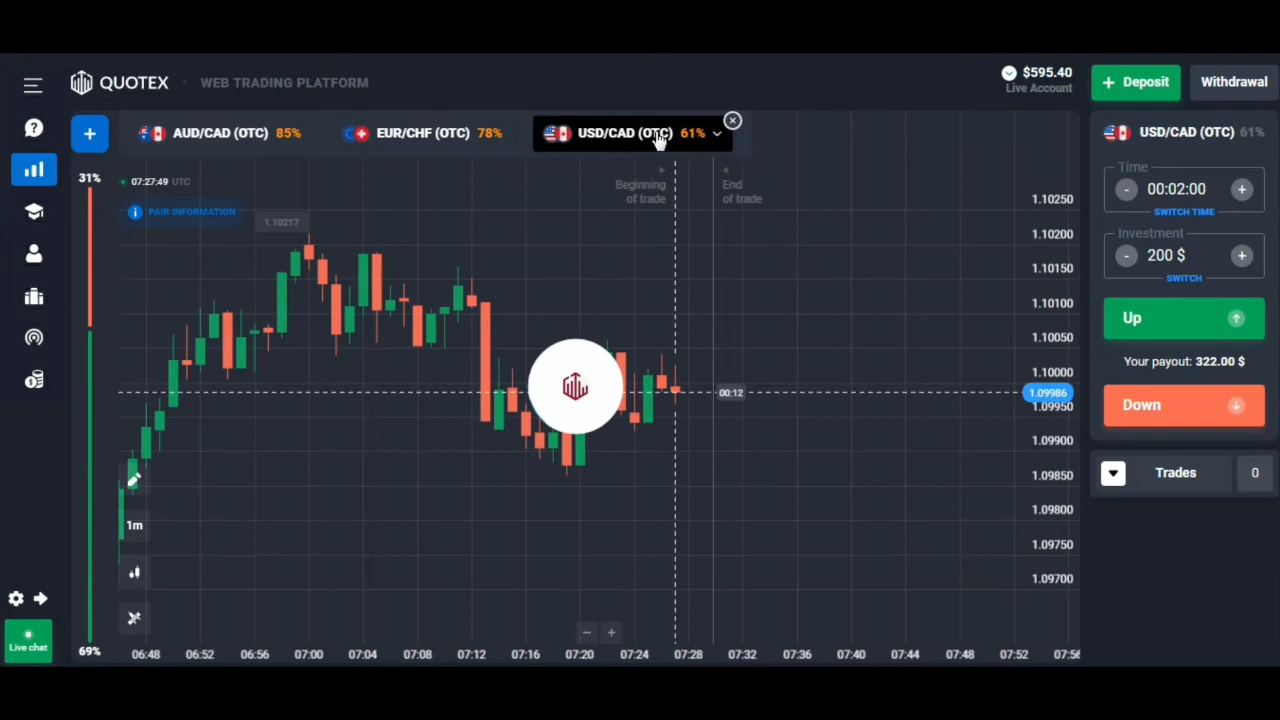 QUOTEX
WEB TRADING PLATFORM
$595.40
Live Account
+ Deposit
Withdrawal
+
AUD/CAD (OTC) 85%
EUR/CHF (OTC) 78%
USD/CAD (OTC) 61%
USD/CAD (OTC) 61%
31%
07:27:49 UTC
PAIR INFORMATION
1.10217
Beginning
of trade
End
of trade
1.10250
1.10200
1.10150
1.10100
1.10050
1.10000
1.09986
1.09950
1.09900
1.09850
1.09800
1.09750
1.09700
00:12
Time
- 00:02:00 +
SWITCH TIME
Investment
- 200 $ +
SWITCH
Up
Your payout: 322.00 $
Down
Trades
0
1m
Live chat
69%
06:48 06:52 06:56 07:00 07:04 07:08 07:12 07:16 07:20 07:24 07:28 07:32 07:36 07:40 07:44 07:48 07:52 07:56